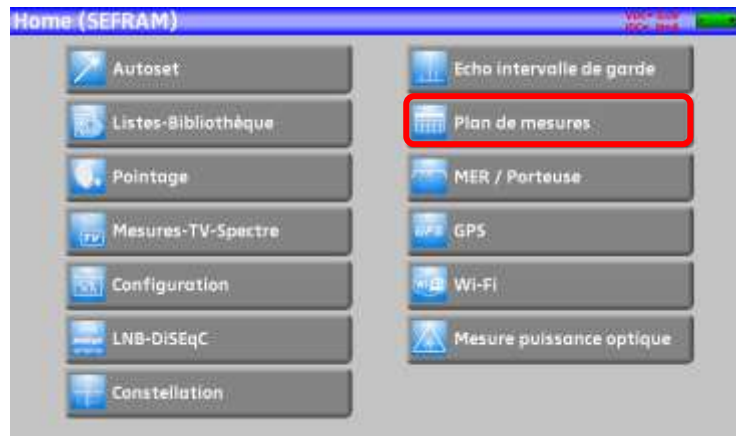 Home (SEFRAM)
Autoset
Listes-Bibliothèque
Pointage
Mesures-TV-Spectre
Configuration
LNB-DiSEqC
Constellation
Echo intervalle de garde
Plan de mesures
MER / Porteuse
GPS
Wi-Fi
Mesure puissance optique